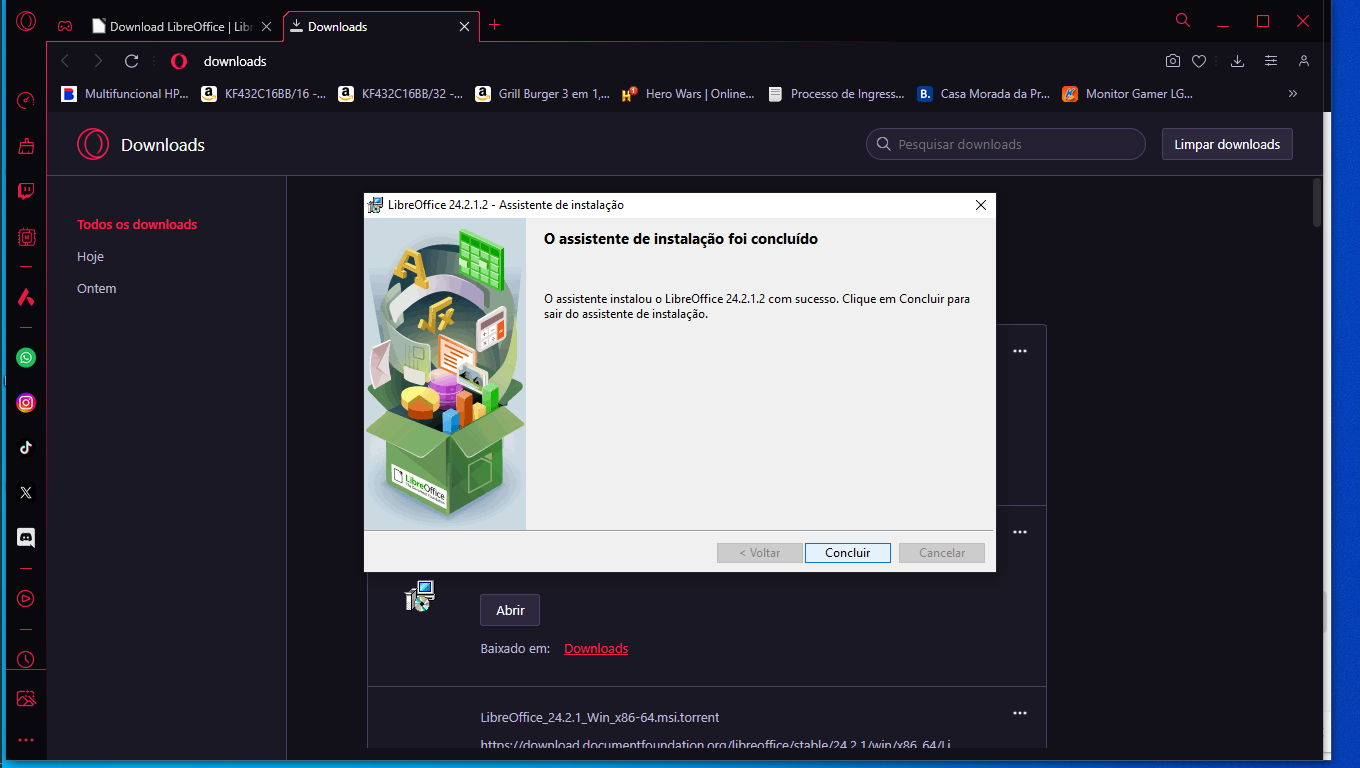 Download LibreOffice | Libr
Downloads
downloads
Multifuncional HP...
KF432C16BB/16 -...
KF432C16BB/32 -...
Grill Burger 3 em 1,...
Hero Wars | Online...
Processo de Ingress...
Casa Morada da Pr...
Monitor Gamer LG...
Downloads
Pesquisar downloads
Limpar downloads
Todos os downloads
Hoje
Ontem
LibreOffice 24.2.1.2 - Assistente de instalação
O assistente de instalação foi concluído
O assistente instalou o LibreOffice 24.2.1.2 com sucesso. Clique em Concluir para
sair do assistente de instalação.
LibreOffice
The Document Foundation
< Voltar
Concluir
Cancelar
Abrir
Baixado em:
Downloads
LibreOffice_24.2.1_Win_x86-64.msi.torrent
https://download.documentfoundation.org/libreoffice/stable/24.2.1/win/x86_64/Li